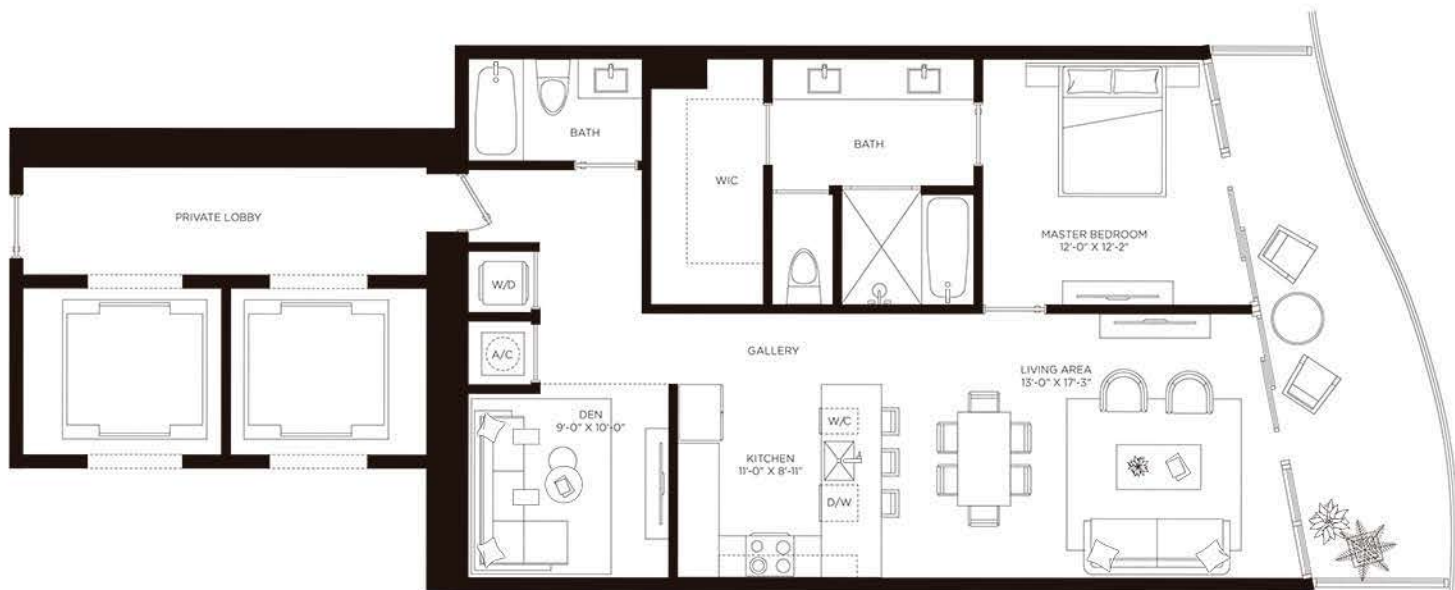 BATH
BATH
WIC
PRIVATE LOBBY
MASTER BEDROOM
12'-0" X 12'-2"
W/D
A/C
GALLERY
LIVING AREA
13'-0" X 17'-3"
DEN
9'-0" X 10'-0"
W/C
KITCHEN
11'-0" X 8'-11"
D/W